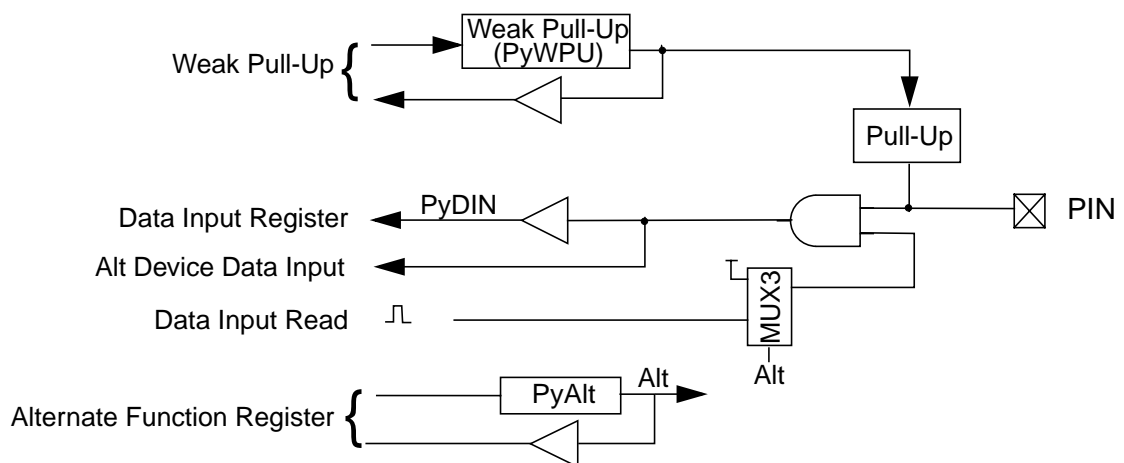 Weak Pull-Up
Weak Pull-Up
(PyWPU)
Pull-Up
PIN
PyDIN
Data Input Register
Alt Device Data Input
Data Input Read
MUX3
Alt
Alternate Function Register
PyAlt
Alt